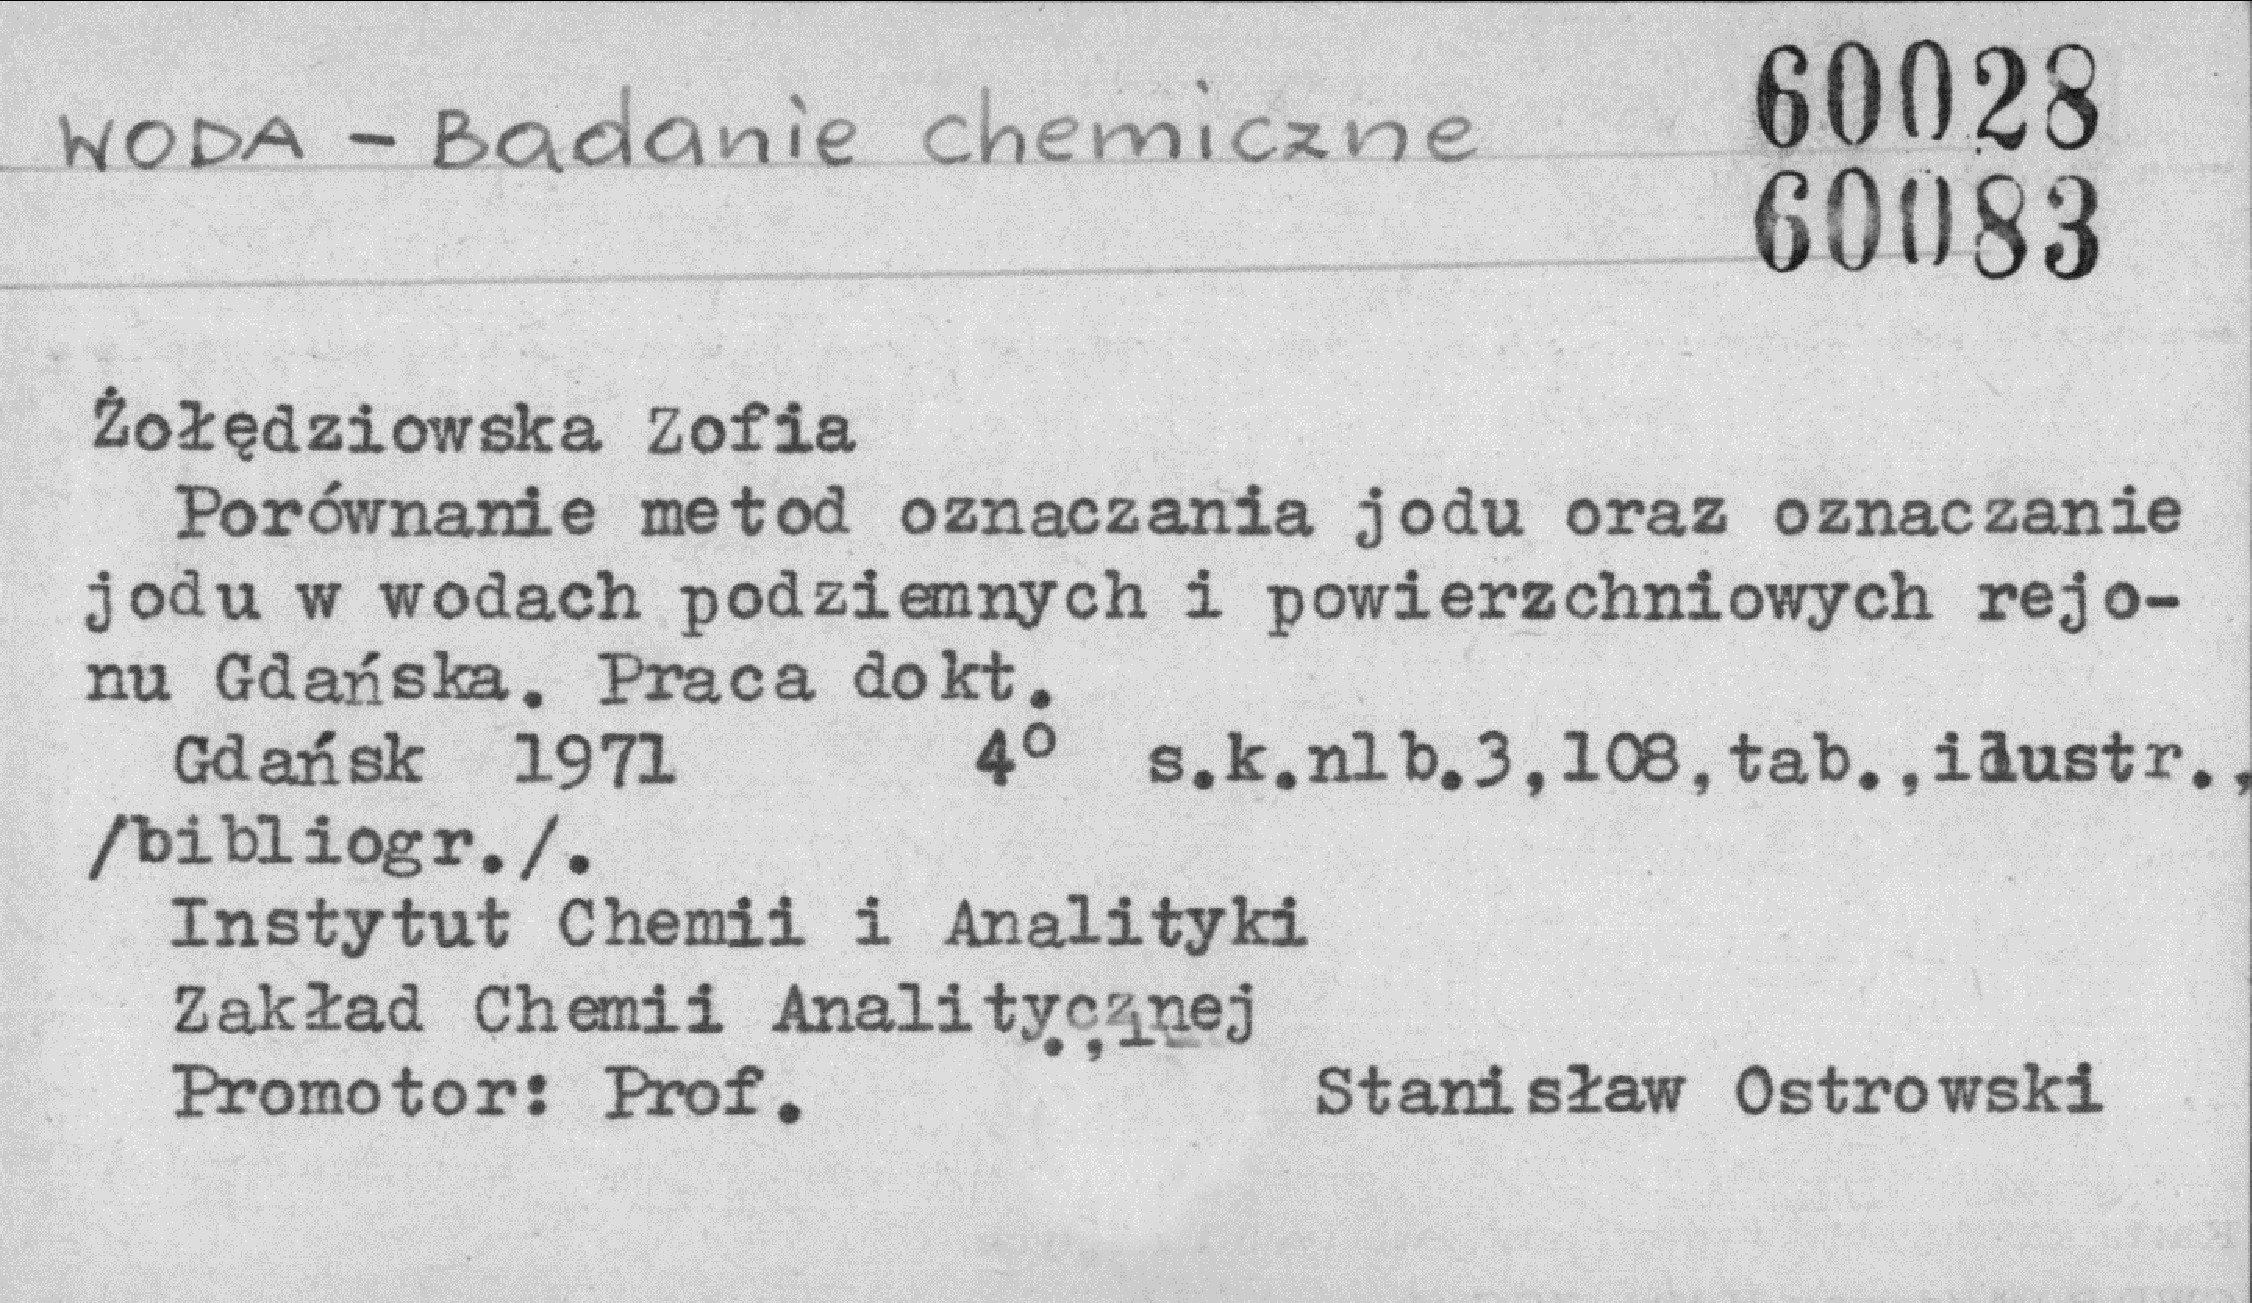 WODA - Badanie chemiczne
60028
60083
Żołędziowska Zofia
Porównanie metod oznaczania jodu oraz oznaczanie
jodu w wodach podziemnych i powierzchniowych rejo-
nu Gdańska. Praca dokt.
Gdańsk 1971 4º s.k.nlb.3,108,tab.,ilustr.,
/bibliogr./.
Instytut Chemii i Analityki
Zakład Chemii Analitycznej
Promotor: Prof. Stanisław Ostrowski